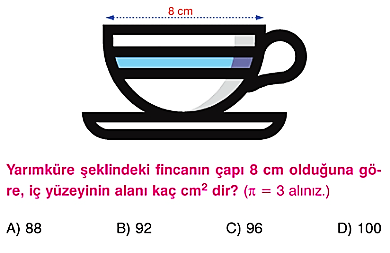 8 cm
Yarımküre şeklindeki fincanın çapı 8 cm olduğuna gö-
re, iç yüzeyinin alanı kaç cm² dir? (π = 3 alınız.)
A) 88 B) 92 C) 96 D) 100